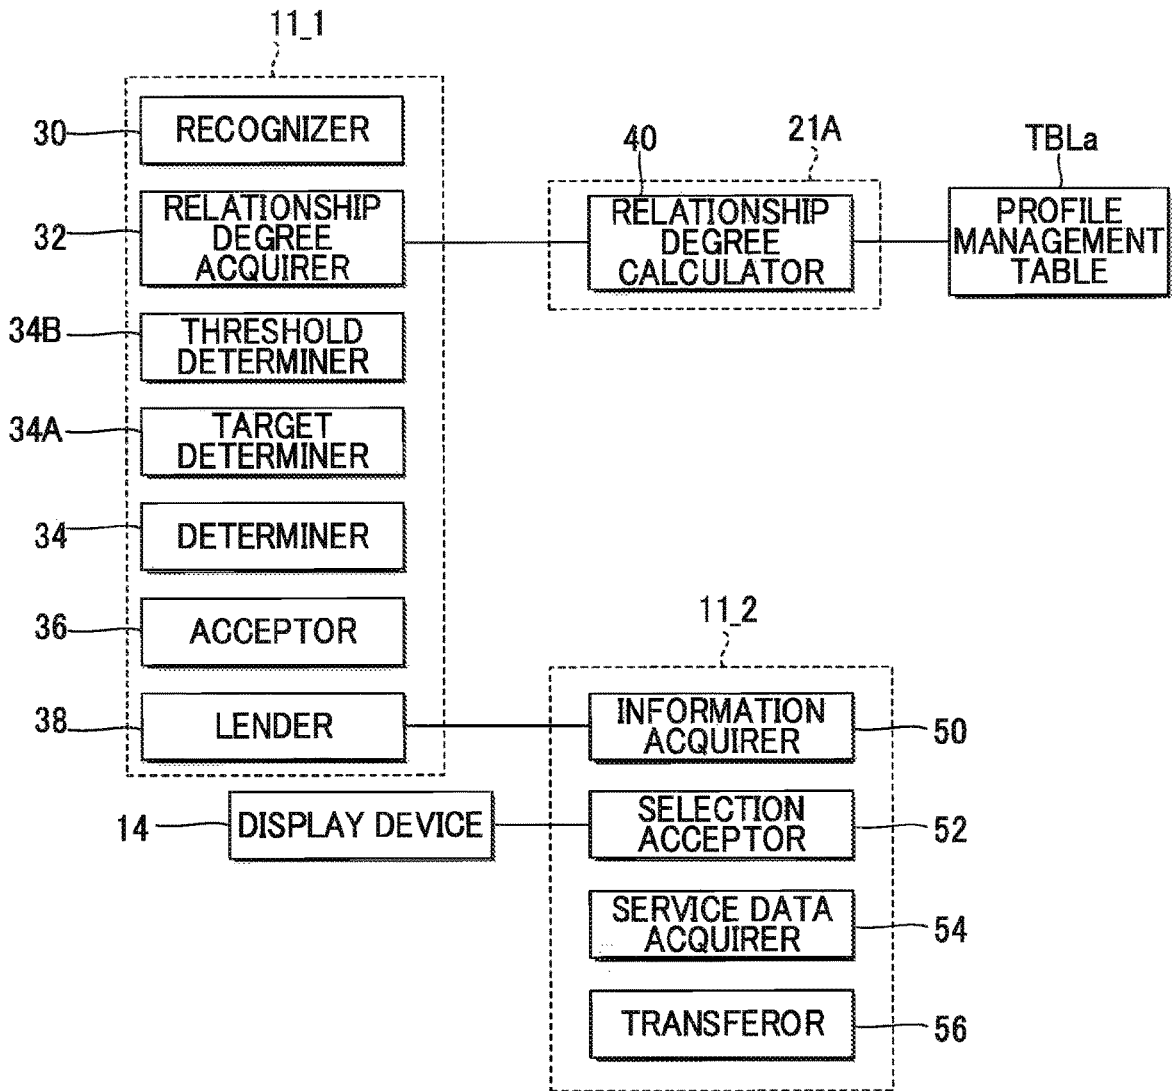 11_1
30
RECOGNIZER
32
RELATIONSHIP
DEGREE
ACQUIRER
34B
THRESHOLD
DETERMINER
34A
TARGET
DETERMINER
34
DETERMINER
36
ACCEPTOR
38
LENDER
40
21A
RELATIONSHIP
DEGREE
CALCULATOR
TBLa
PROFILE
MANAGEMENT
TABLE
11_2
INFORMATION
ACQUIRER
50
14
DISPLAY DEVICE
SELECTION
ACCEPTOR
52
SERVICE DATA
ACQUIRER
54
TRANSFEROR
56